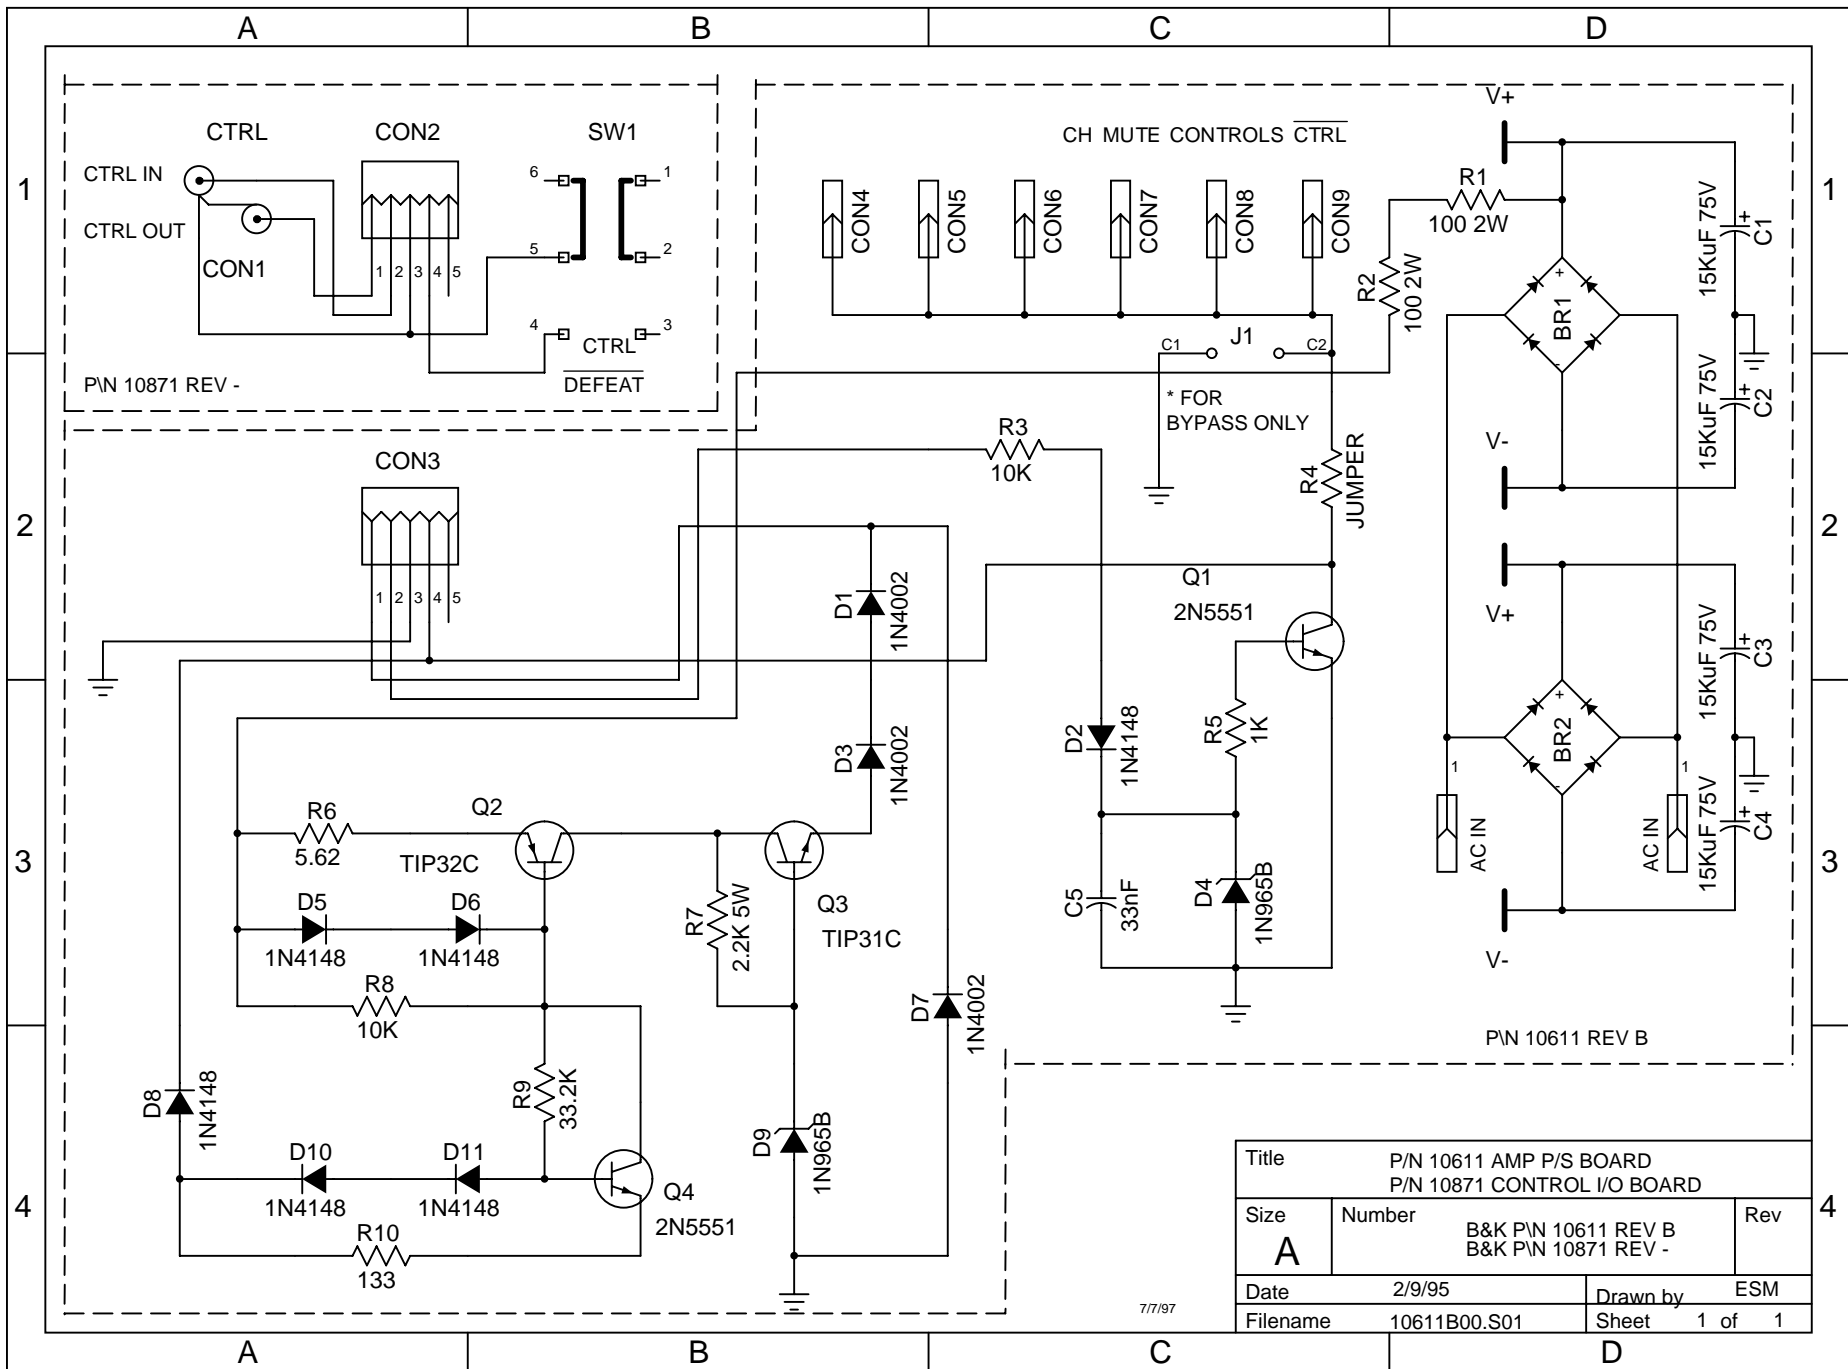 A B C D
1
CTRL CON2 SW1
CTRL IN
CTRL OUT
CON1
1 2 3 4 5
6 1
5 2
4 3
CTRL
DEFEAT
P\N 10871 REV -
CH MUTE CONTROLS CTRL
CON4 CON5 CON6 CON7 CON8 CON9
C1 J1 C2
* FOR
BYPASS ONLY
R1
100 2W
R2
100 2W
V+
+
BR1
-
15KuF 75V
+
C1
15KuF 75V
+
C2
V-
1
2
CON3
1 2 3 4 5
R3
10K
R4
JUMPER
D1
1N4002
Q1
2N5551
V+
15KuF 75V
+
C3
2
3
D3
1N4002
D2
1N4148
R5
1K
+
BR2
-
1
AC IN
1
AC IN
15KuF 75V
+
C4
V-
R6
5.62
Q2
TIP32C
D5
1N4148
D6
1N4148
R7
2.2K 5W
Q3
TIP31C
C5
33nF
D4
1N965B
R8
10K
D7
1N4002
P\N 10611 REV B
3
4
D8
1N4148
R9
33.2K
D10
1N4148
D11
1N4148
Q4
2N5551
R10
133
D9
1N965B
7/7/97
Title P/N 10611 AMP P/S BOARD
P/N 10871 CONTROL I/O BOARD
Size Number Rev
A B&K P\N 10611 REV B
B&K P\N 10871 REV -
Date 2/9/95 Drawn by ESM
Filename 10611B00.S01 Sheet 1 of 1
4
A B C D